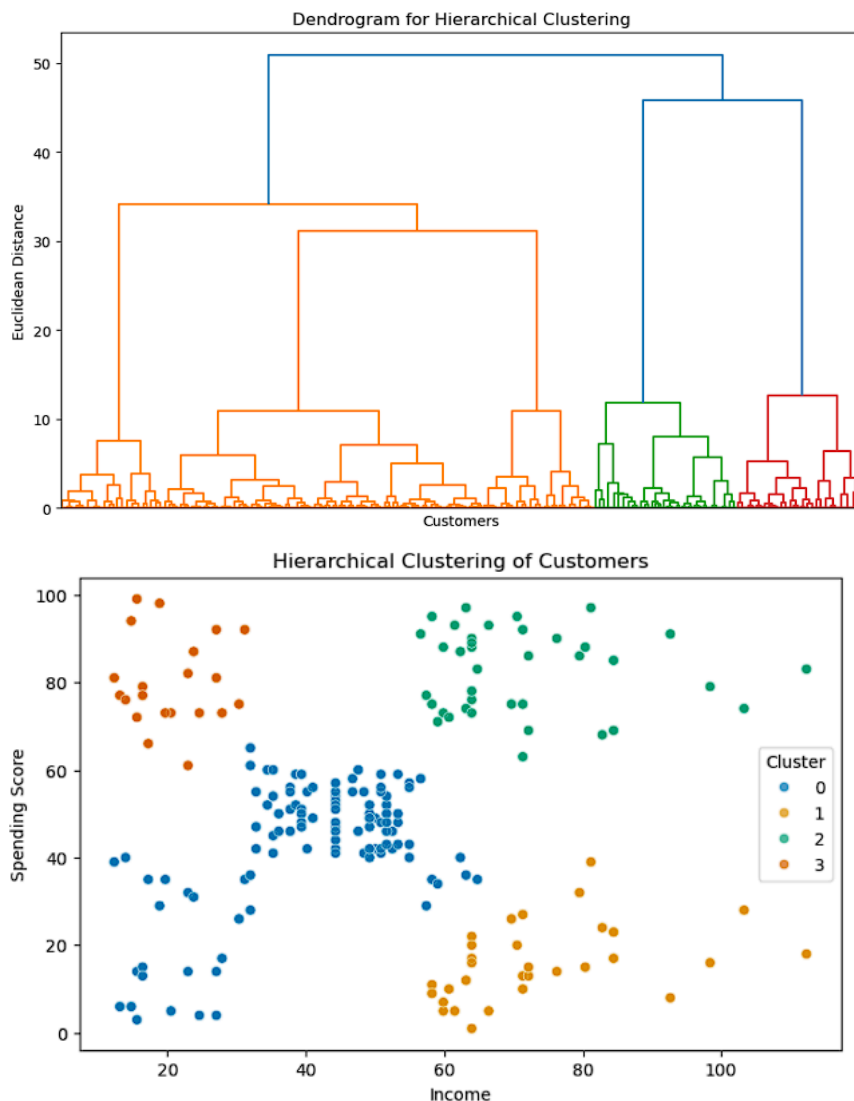 Dendrogram for Hierarchical Clustering
50
40
30
20
10
0
Euclidean Distance
Customers
Hierarchical Clustering of Customers
100
80
60
40
20
0
Spending Score
Cluster
0
1
2
3
20 40 60 80 100
Income